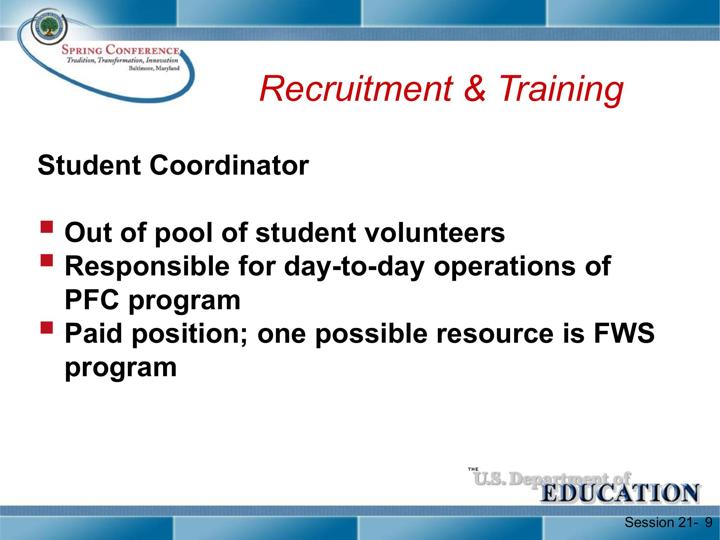 SPRING CONFERENCE
Tradition, Transformation, Innovation
Baltimore, Maryland
Recruitment & Training
Student Coordinator
Out of pool of student volunteers
Responsible for day-to-day operations of
PFC program
Paid position; one possible resource is FWS
program
THE
U.S. Department of
EDUCATION
Session 21- 9